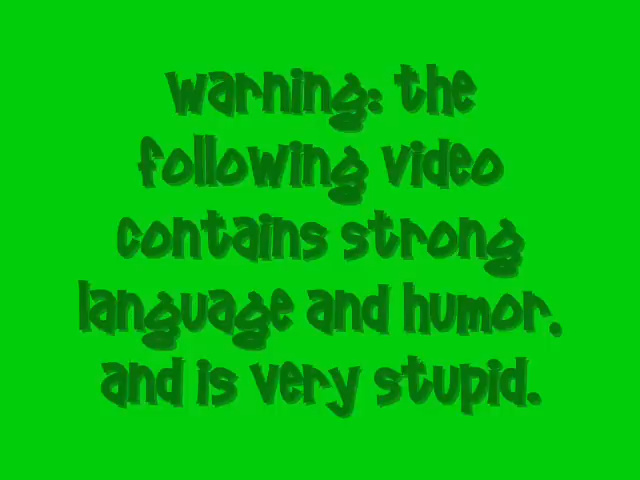 warning: the
following video
contains strong
language and humor.
and is very stupid.